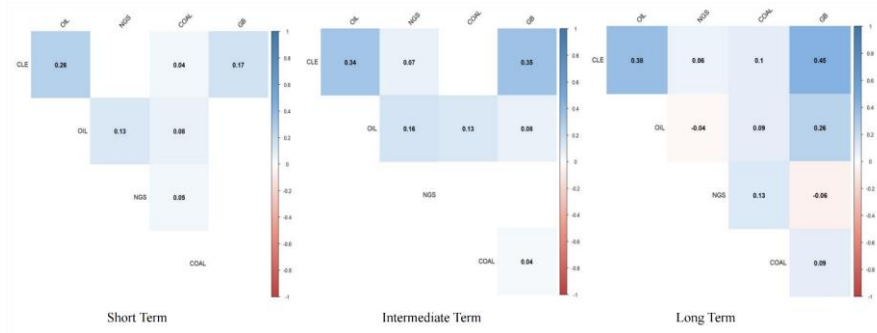 OIL NGS COAL GB
CLE 0.04 0.17
OIL 0.13 0.06
NGS 0.05
COAL
1
0.8
0.6
0.4
0.2
0
-0.2
-0.4
-0.6
-0.8
-1
Short Term
OIL NGS COAL GB
CLE 0.34 0.07 0.35
OIL 0.16 0.13 0.06
NGS
COAL 0.04
1
0.8
0.6
0.4
0.2
0
-0.2
-0.4
-0.6
-0.8
-1
Intermediate Term
OIL NGS COAL GB
CLE 0.06 0.1 0.45
OIL -0.04 0.09 0.26
NGS 0.13 -0.06
COAL 0.09
1
0.8
0.6
0.4
0.2
0
-0.2
-0.4
-0.6
-0.8
-1
Long Term